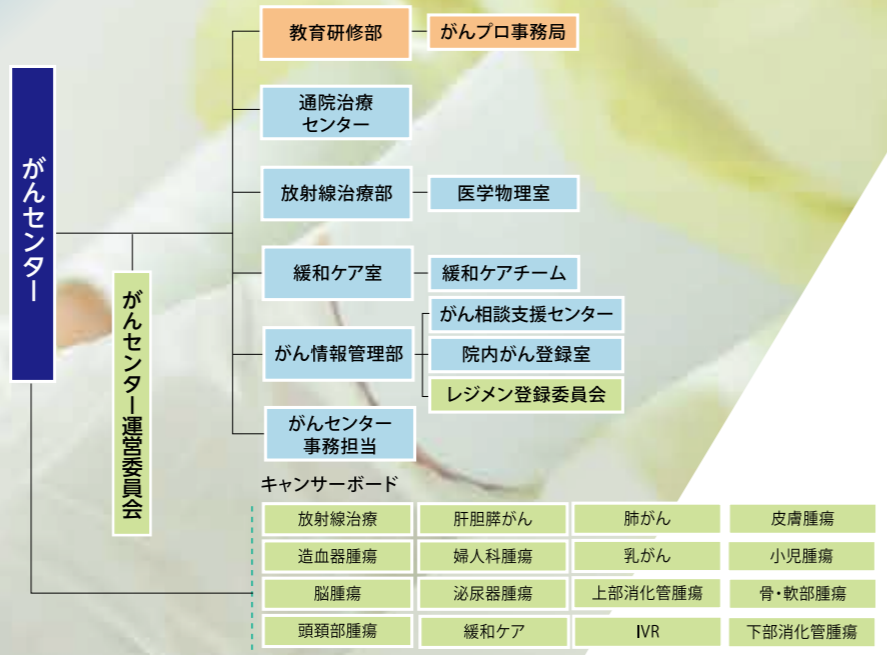 がんセンター
がんセンター運営委員会
教育研修部
がんプロ事務局
通院治療
センター
放射線治療部
医学物理室
緩和ケア室
緩和ケアチーム
がん情報管理部
がん相談支援センター
院内がん登録室
レジメン登録委員会
がんセンター
事務担当
キャンサーボード
放射線治療 肝胆膵がん 肺がん 皮膚腫瘍
造血器腫瘍 婦人科腫瘍 乳がん 小児腫瘍
脳腫瘍 泌尿器腫瘍 上部消化管腫瘍 骨・軟部腫瘍
頭頚部腫瘍 緩和ケア IVR 下部消化管腫瘍